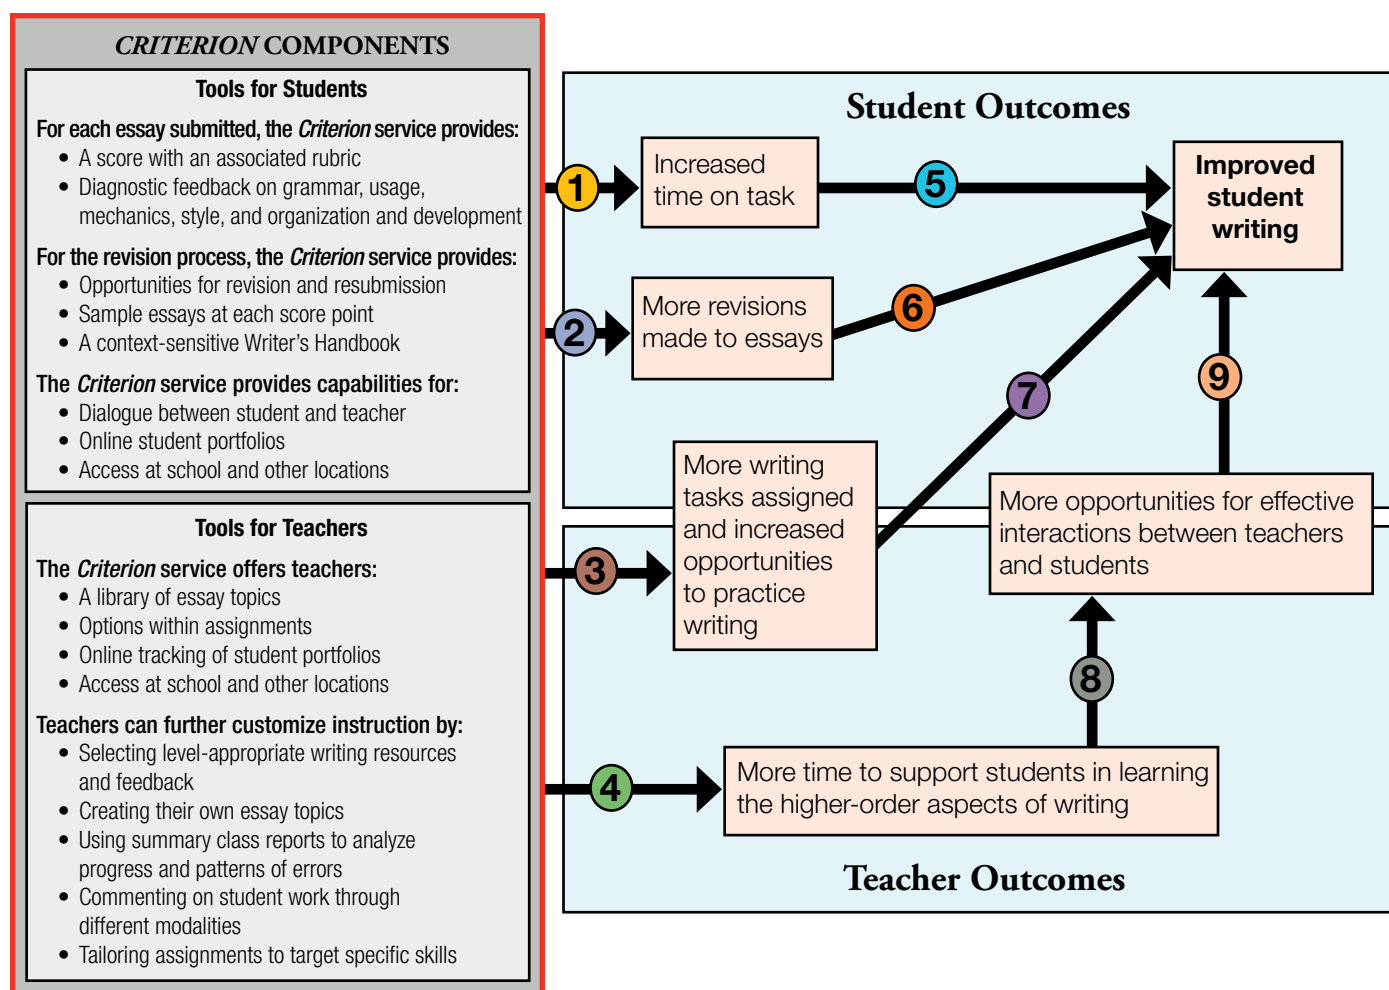 CRITERION COMPONENTS
Tools for Students
For each essay submitted, the Criterion service provides:
• A score with an associated rubric
• Diagnostic feedback on grammar, usage,
mechanics, style, and organization and development
For the revision process, the Criterion service provides:
• Opportunities for revision and resubmission
• Sample essays at each score point
• A context-sensitive Writer’s Handbook
The Criterion service provides capabilities for:
• Dialogue between student and teacher
• Online student portfolios
• Access at school and other locations
Tools for Teachers
The Criterion service offers teachers:
• A library of essay topics
• Options within assignments
• Online tracking of student portfolios
• Access at school and other locations
Teachers can further customize instruction by:
• Selecting level-appropriate writing resources
and feedback
• Creating their own essay topics
• Using summary class reports to analyze
progress and patterns of errors
• Commenting on student work through
different modalities
• Tailoring assignments to target specific skills
Student Outcomes
1
Increased
time on task
5
Improved
student
writing
2
More revisions
made to essays
6
7
9
3
More writing
tasks assigned
and increased
opportunities
to practice
writing
More opportunities for effective
interactions between teachers
and students
8
4
More time to support students in learning
the higher-order aspects of writing
Teacher Outcomes